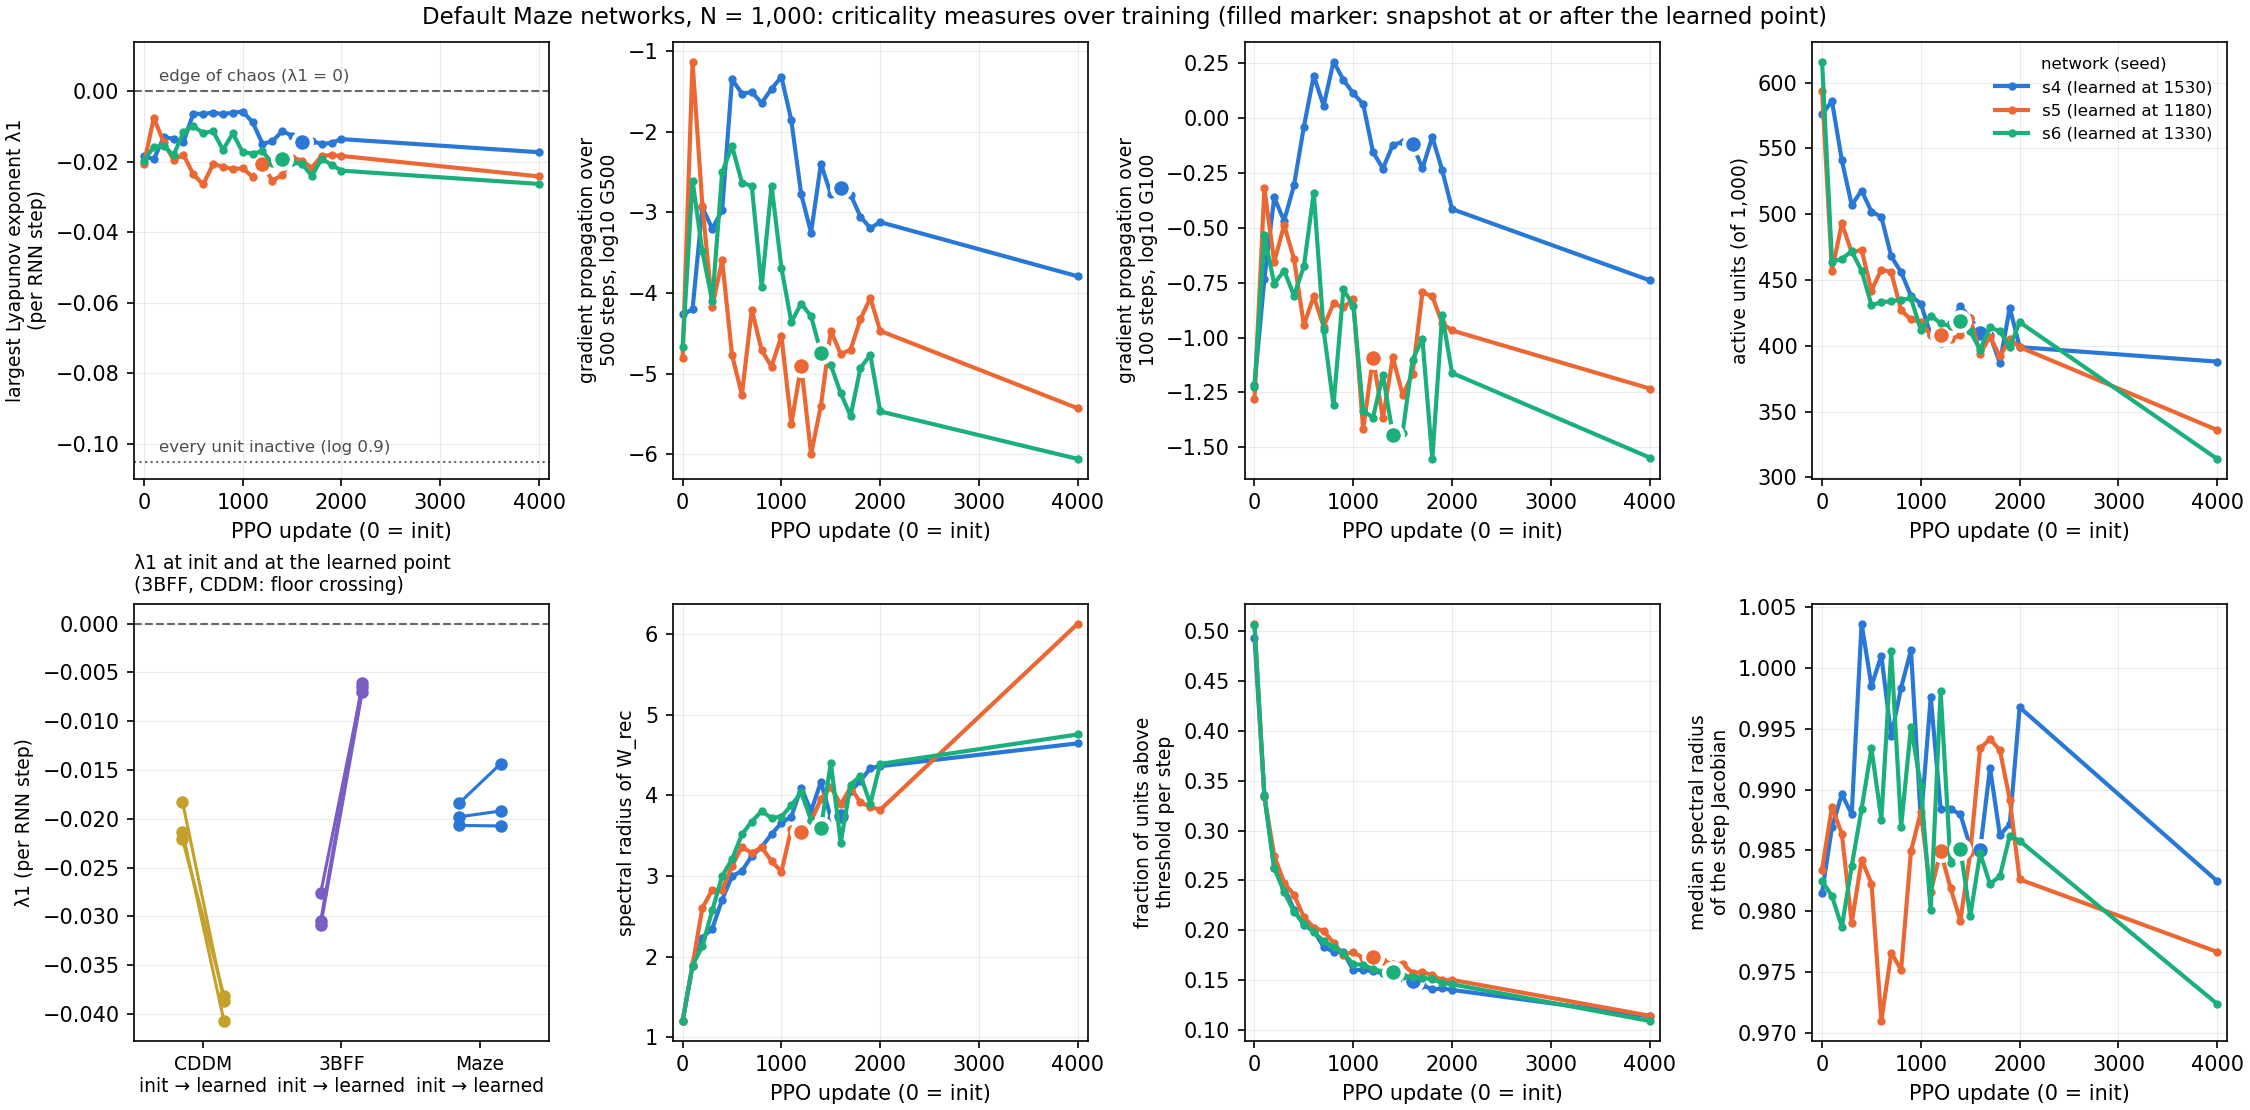 Default Maze networks, N = 1,000: criticality measures over training (filled marker: snapshot at or after the learned point)
largest Lyapunov exponent λ1
(per RNN step)
0.00
−0.02
−0.04
−0.06
−0.08
−0.10
edge of chaos (λ1 = 0)
every unit inactive (log 0.9)
0
1000
2000
3000
4000
PPO update (0 = init)
gradient propagation over
500 steps, log10 G500
−1
−2
−3
−4
−5
−6
0
1000
2000
3000
4000
PPO update (0 = init)
gradient propagation over
100 steps, log10 G100
0.25
0.00
−0.25
−0.50
−0.75
−1.00
−1.25
−1.50
0
1000
2000
3000
4000
PPO update (0 = init)
active units (of 1,000)
600
550
500
450
400
350
300
network (seed)
s4 (learned at 1530)
s5 (learned at 1180)
s6 (learned at 1330)
0
1000
2000
3000
4000
PPO update (0 = init)
λ1 at init and at the learned point
(3BFF, CDDM: floor crossing)
λ1 (per RNN step)
0.000
−0.005
−0.010
−0.015
−0.020
−0.025
−0.030
−0.035
−0.040
CDDM
init → learned
3BFF
init → learned
Maze
init → learned
spectral radius of W_rec
6
5
4
3
2
1
0
1000
2000
3000
4000
PPO update (0 = init)
fraction of units above
threshold per step
0.50
0.45
0.40
0.35
0.30
0.25
0.20
0.15
0.10
0
1000
2000
3000
4000
PPO update (0 = init)
median spectral radius
of the step Jacobian
1.005
1.000
0.995
0.990
0.985
0.980
0.975
0.970
0
1000
2000
3000
4000
PPO update (0 = init)